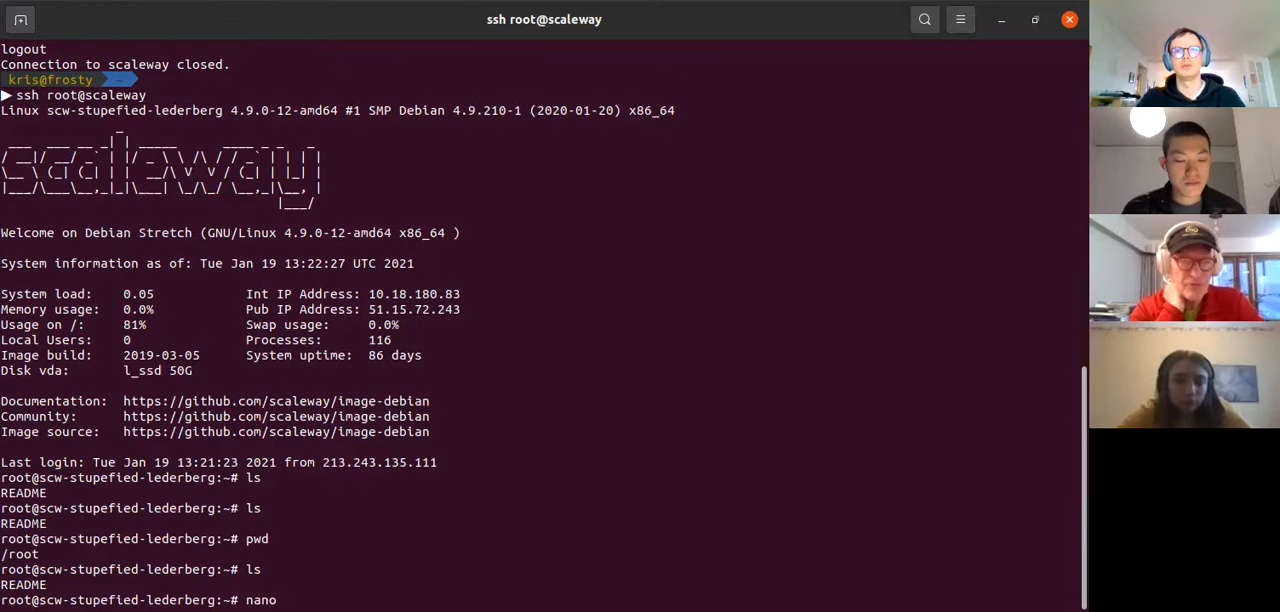 ssh root@scaleway
logout
Connection to scaleway closed.
kris@frosty ~
▶ ssh root@scaleway
Linux scw-stupefied-lederberg 4.9.0-12-amd64 #1 SMP Debian 4.9.210-1 (2020-01-20) x86_64
scaleway
Welcome on Debian Stretch (GNU/Linux 4.9.0-12-amd64 x86_64 )
System information as of: Tue Jan 19 13:22:27 UTC 2021
System load: 0.05 Int IP Address: 10.18.180.83
Memory usage: 0.0% Pub IP Address: 51.15.72.243
Usage on /: 81% Swap usage: 0.0%
Local Users: 0 Processes: 116
Image build: 2019-03-05 System uptime: 86 days
Disk vda: l_ssd 50G
Documentation: https://github.com/scaleway/image-debian
Community: https://github.com/scaleway/image-debian
Image source: https://github.com/scaleway/image-debian
Last login: Tue Jan 19 13:21:23 2021 from 213.243.135.111
root@scw-stupefied-lederberg:~# ls
README
root@scw-stupefied-lederberg:~# ls
README
root@scw-stupefied-lederberg:~# pwd
/root
root@scw-stupefied-lederberg:~# ls
README
root@scw-stupefied-lederberg:~# nano